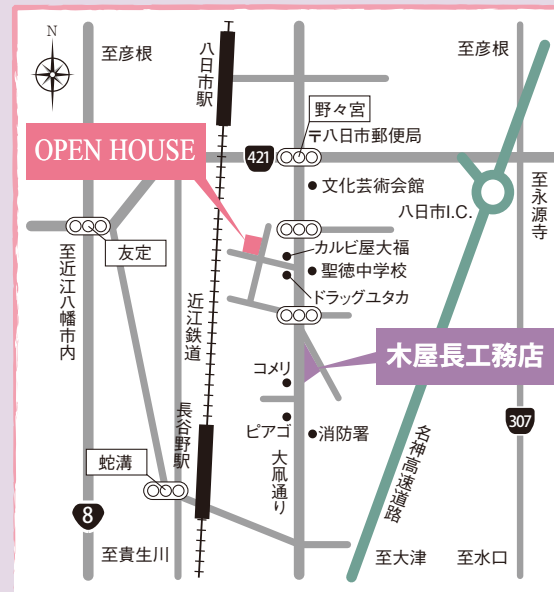 N
至彦根
八日市駅
至彦根
野々宮
〒八日市郵便局
OPEN HOUSE
421
文化芸術会館
八日市I.C.
至永源寺
友定
至近江八幡市内
カルビ屋大福
聖徳中学校
ドラッグユタカ
近江鉄道
木屋長工務店
コメリ
ピアゴ
消防署
307
長谷野駅
大凧通り
名神高速道路
蛇溝
8
至貴生川
至大津
至水口